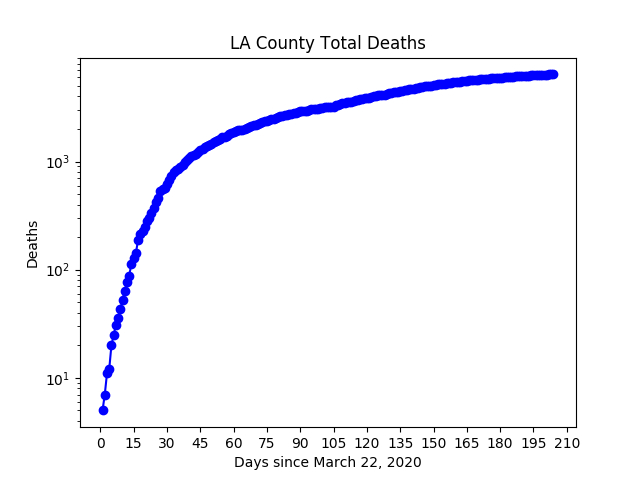 LA County Total Deaths
Deaths
10³
10²
10¹
0 15 30 45 60 75 90 105 120 135 150 165 180 195 210
Days since March 22, 2020